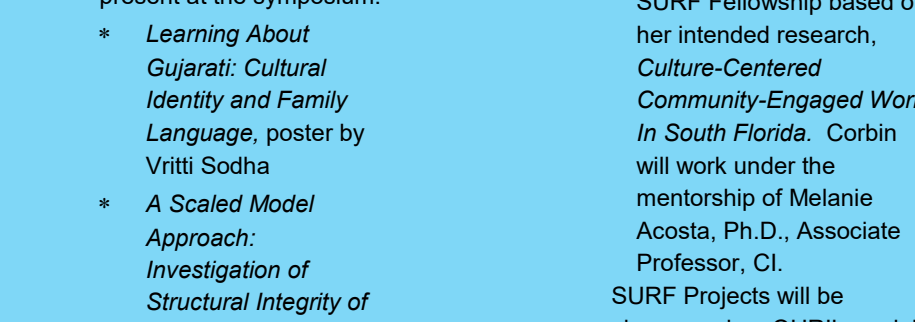 present at the symposium.
* Learning About
Gujarati: Cultural
Identity and Family
Language, poster by
Vritti Sodha
* A Scaled Model
Approach:
Investigation of
Structural Integrity of
SURF Fellowship based
her intended research,
Culture-Centered
Community-Engaged
In South Florida. Corbin
will work under the
mentorship of Melanie
Acosta, Ph.D., Associate
Professor, CI.
SURF Projects will be